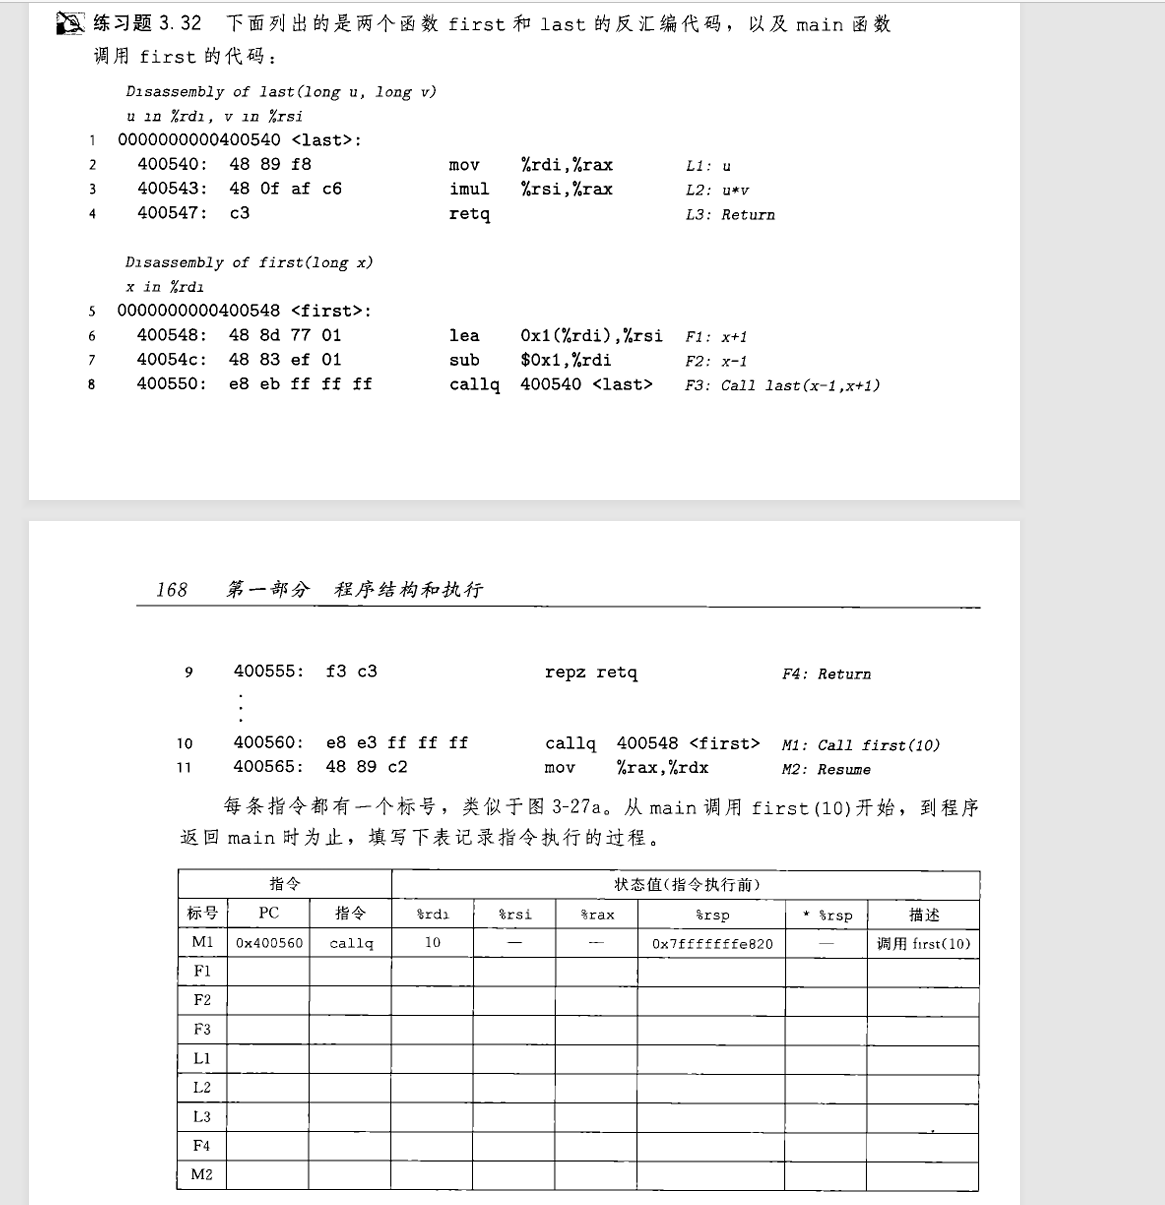 练习题 3.32 下面列出的是两个函数 first 和 last 的反汇编代码，以及 main 函数
调用 first 的代码：
Disassembly of last(long u, long v)
u in %rdi, v in %rsi
1 0000000000400540 <last>:
2 400540: 48 89 f8 mov %rdi,%rax L1: u
3 400543: 48 0f af c6 imul %rsi,%rax L2: u*v
4 400547: c3 retq L3: Return
Disassembly of first(long x)
x in %rdi
5 0000000000400548 <first>:
6 400548: 48 8d 77 01 lea 0x1(%rdi),%rsi F1: x+1
7 40054c: 48 83 ef 01 sub $0x1,%rdi F2: x-1
8 400550: e8 eb ff ff ff callq 400540 <last> F3: Call last(x-1,x+1)
168 第一部分 程序结构和执行
9 400555: f3 c3 repz retq F4: Return
⋮
10 400560: e8 e3 ff ff ff callq 400548 <first> M1: Call first(10)
11 400565: 48 89 c2 mov %rax,%rdx M2: Resume
每条指令都有一个标号，类似于图 3-27a。从 main 调用 first(10)开始，到程序
返回 main 时为止，填写下表记录指令执行的过程。
指令 状态值(指令执行前)
标号 PC 指令 %rdi %rsi %rax %rsp * %rsp 描述
M1 0x400560 callq 10 — — 0x7fffffffe820 — 调用 first(10)
F1
F2
F3
L1
L2
L3
F4
M2